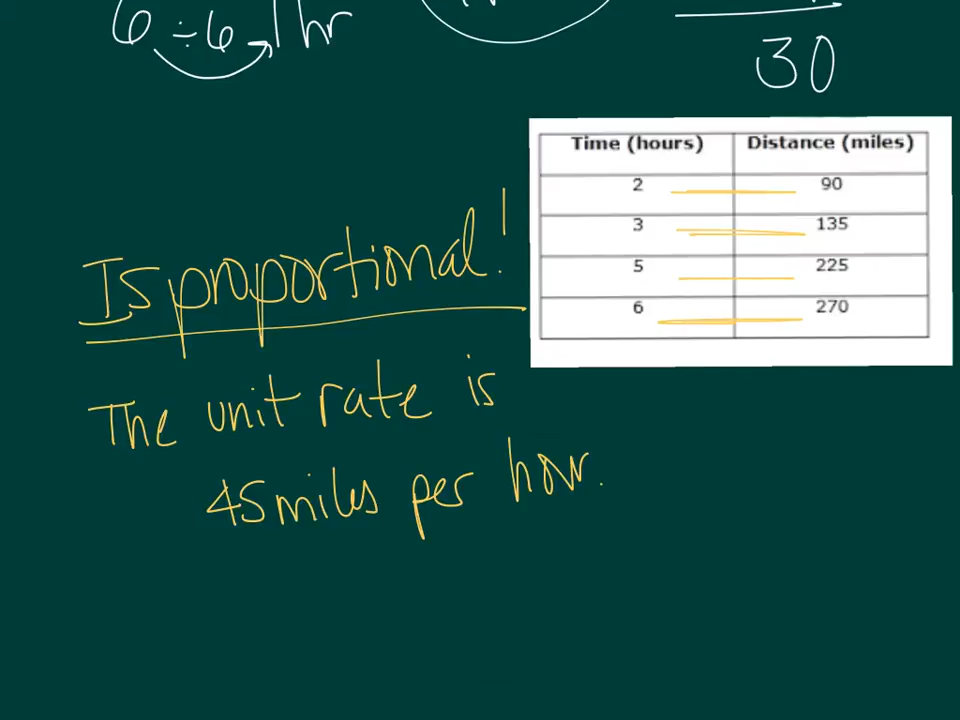 6 ÷ 6 1 hr
30
Time (hours) Distance (miles)
2 90
3 135
5 225
6 270
Is proportional!
The unit rate is
45 miles per hour.